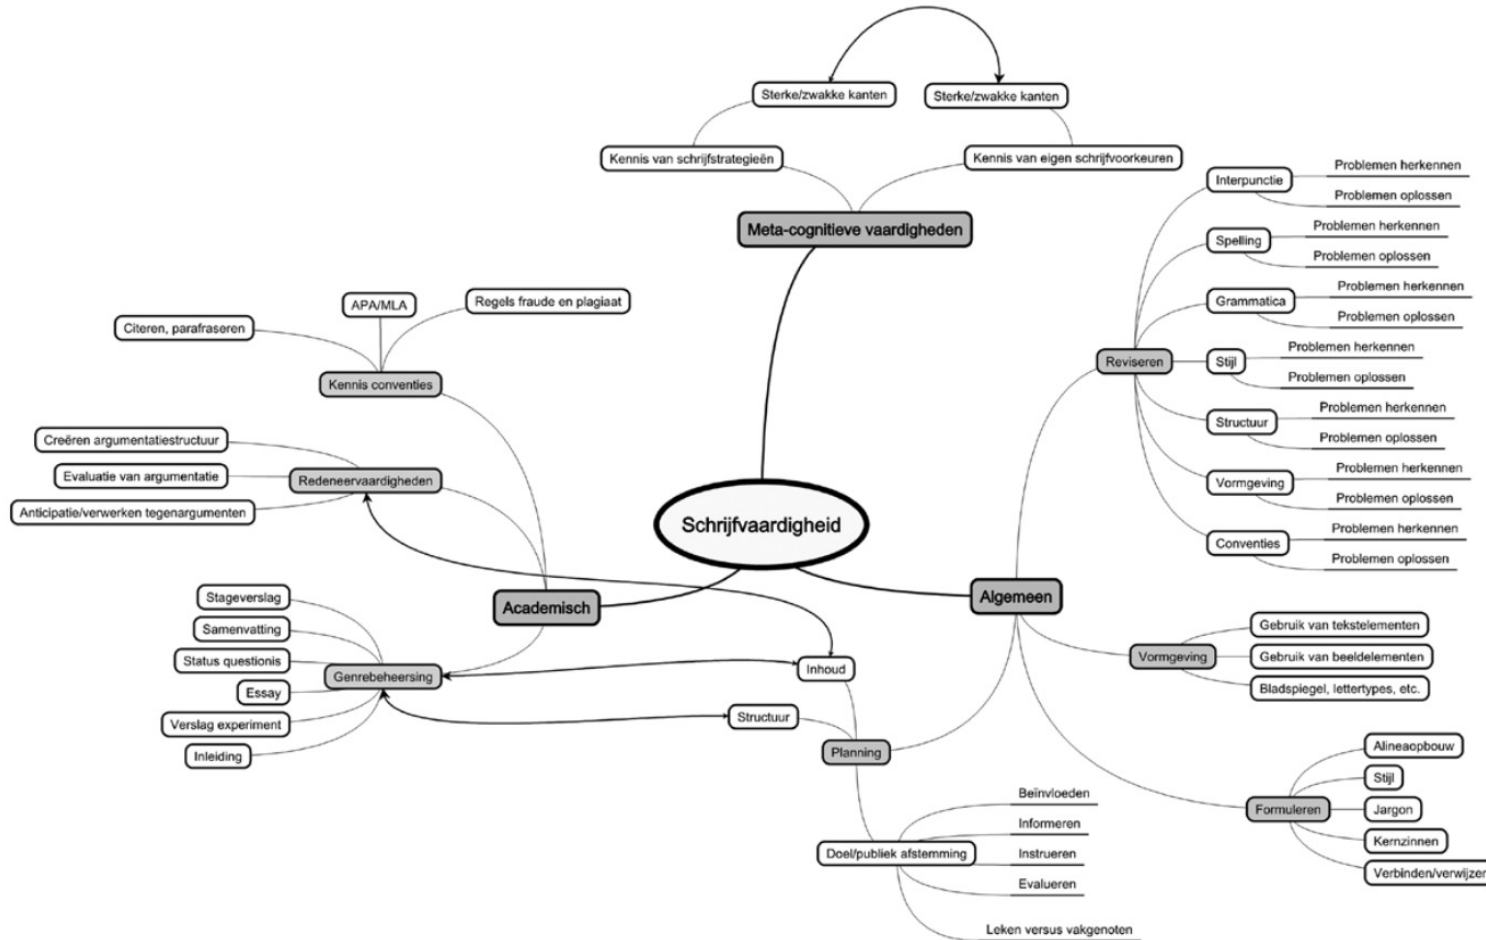 Sterke/zwakke kanten
Sterke/zwakke kanten
Kennis van schrijfstrategieën
Kennis van eigen schrijfvoorkeuren
Meta-cognitieve vaardigheden
Citeren, parafraseren
APA/MLA
Regels fraude en plagiaat
Kennis conventies
Creëren argumentatiestructuur
Evaluatie van argumentatie
Anticipatie/verwerken tegenargumenten
Redeneervaardigheden
Schrijfvaardigheid
Academisch
Stageverslag
Samenvatting
Status questionis
Essay
Verslag experiment
Inleiding
Genrebeheersing
Algemeen
Reviseren
Interpunctie
Problemen herkennen
Problemen oplossen
Spelling
Problemen herkennen
Problemen oplossen
Grammatica
Problemen herkennen
Problemen oplossen
Stijl
Problemen herkennen
Problemen oplossen
Structuur
Problemen herkennen
Problemen oplossen
Vormgeving
Problemen herkennen
Problemen oplossen
Conventies
Problemen herkennen
Problemen oplossen
Vormgeving
Gebruik van tekstelementen
Gebruik van beeldelementen
Bladspiegel, lettertypes, etc.
Inhoud
Structuur
Planning
Doel/publiek afstemming
Beïnvloeden
Informeren
Instrueren
Evalueren
Leken versus vakgenoten
Formuleren
Alineaopbouw
Stijl
Jargon
Kernzinnen
Verbinden/verwijzen